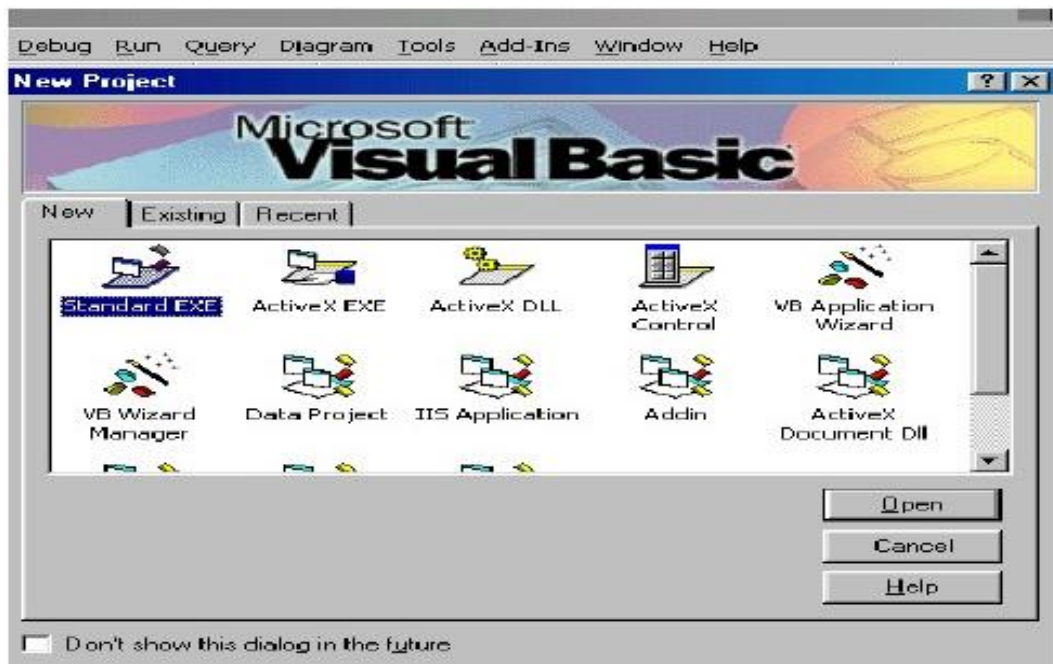 Debug Run Query Diagram Tools Add-Ins Window Help
New Project
Microsoft
Visual Basic
New Existing Recent
Standard EXE ActiveX EXE ActiveX DLL ActiveX Control VB Application Wizard
VB Wizard Manager Data Project IIS Application Addin ActiveX Document Dll
Open
Cancel
Help
Don't show this dialog in the future